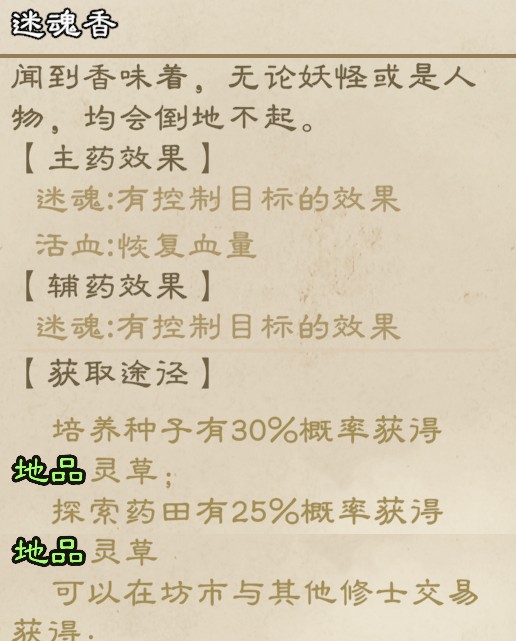 迷魂香
闻到香味着，无论妖怪或是人
物，均会倒地不起。
【主药效果】
迷魂:有控制目标的效果
活血:恢复血量
【辅药效果】
迷魂:有控制目标的效果
【获取途径】
培养种子有30%概率获得
地品灵草;
探索药田有25%概率获得
地品灵草
可以在坊市与其他修士交易
获得;